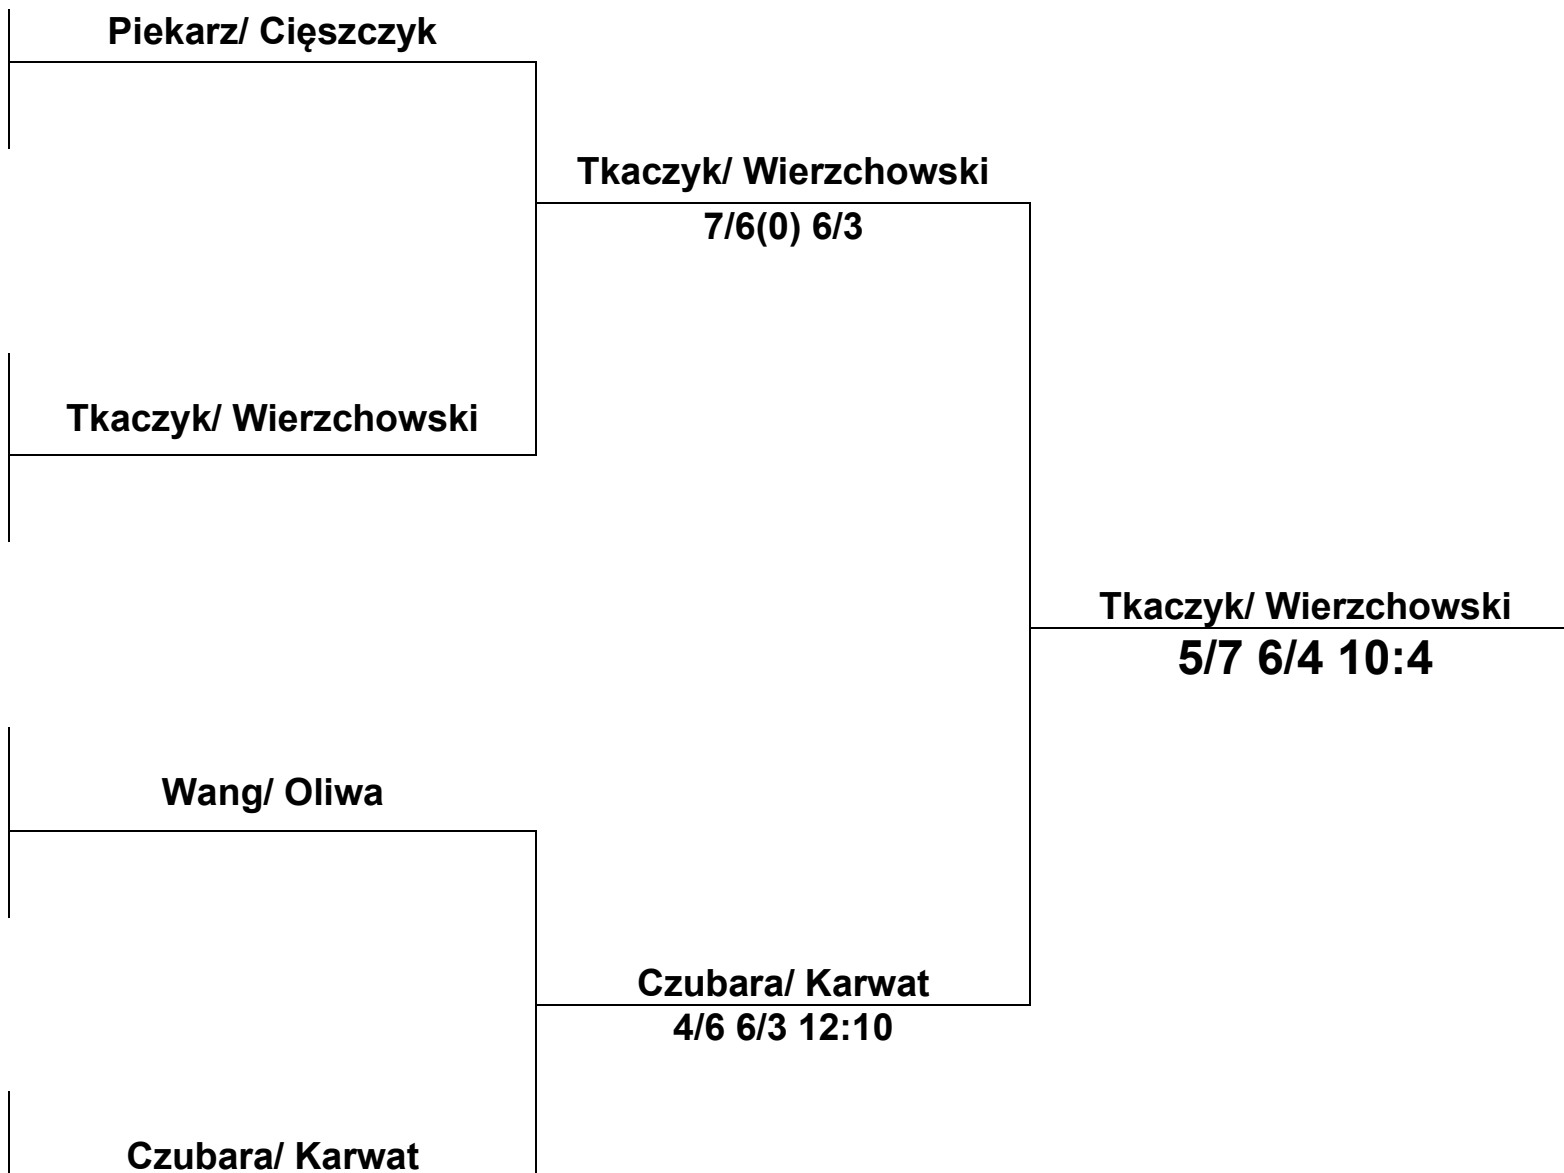 Piekarz/ Cięszczyk
Tkaczyk/ Wierzchowski
7/6(0) 6/3
Tkaczyk/ Wierzchowski
Tkaczyk/ Wierzchowski
5/7 6/4 10:4
Wang/ Oliwa
Czubara/ Karwat
4/6 6/3 12:10
Czubara/ Karwat